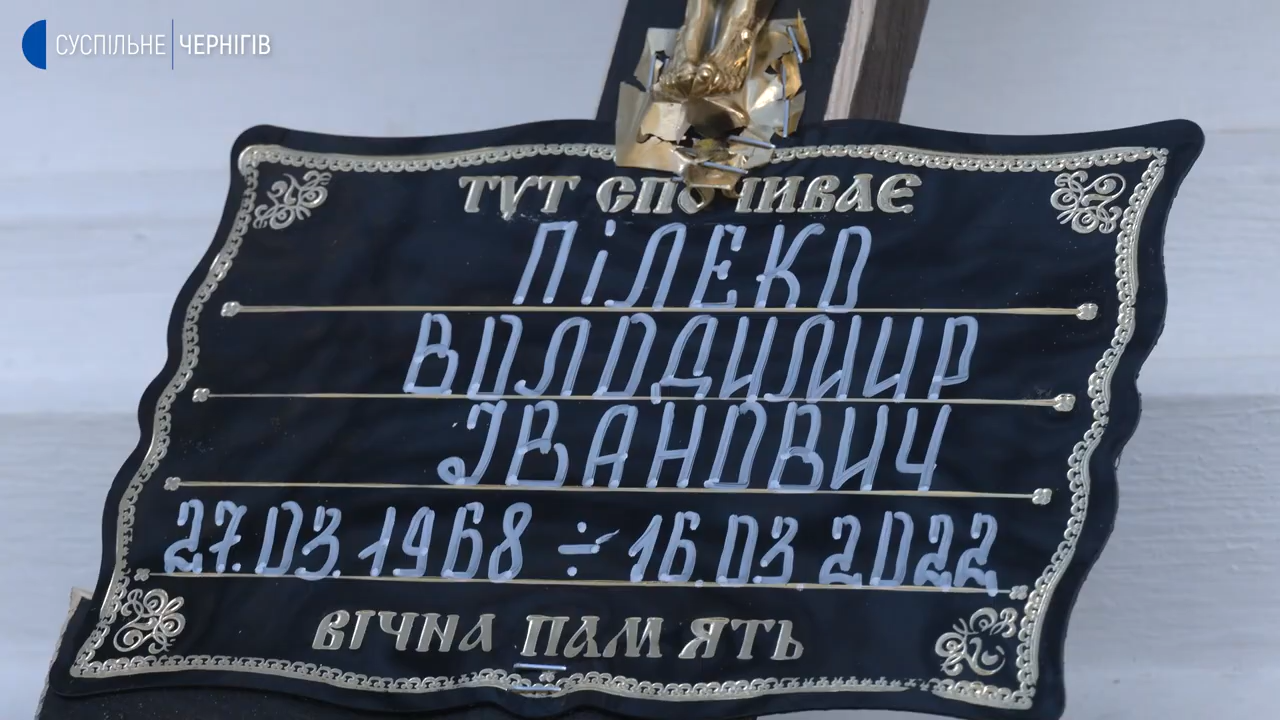 СУСПІЛЬНЕ ЧЕРНІГІВ
ТУТ СПОЧИВАЄ
ПІЛЕКО
ВОЛОДИМИР
ІВАНОВИЧ
27.03.1968 ÷ 16.03 2022
ВІЧНА ПАМ ЯТЬ